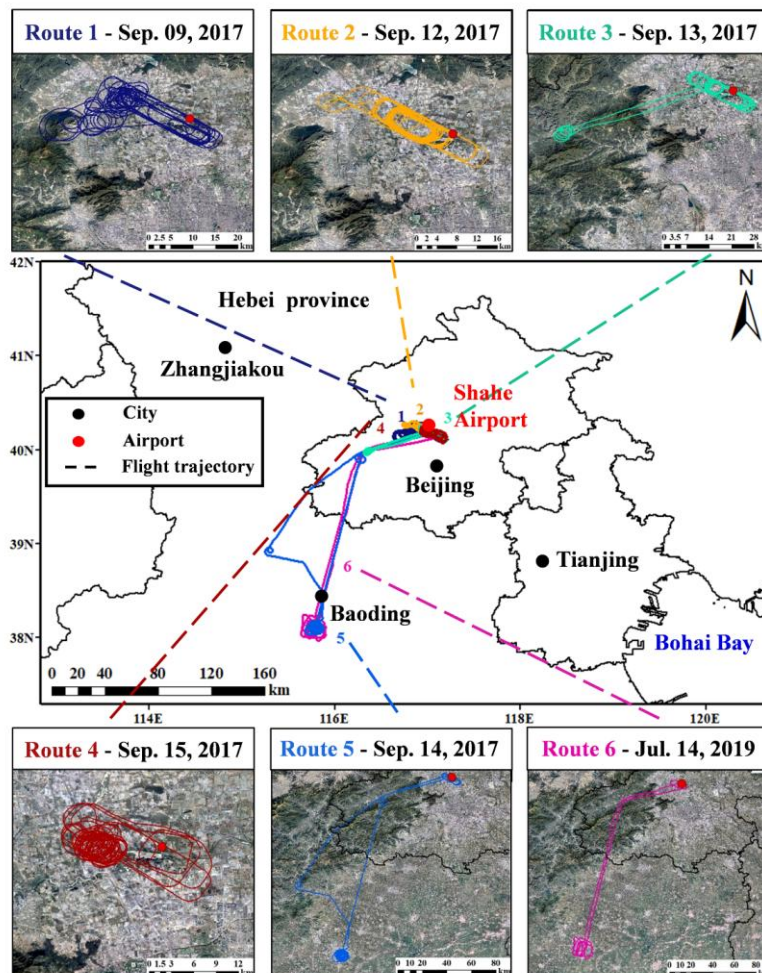 Route 1 - Sep. 09, 2017
Route 2 - Sep. 12, 2017
Route 3 - Sep. 13, 2017
0 2.5 5 10 15 20
km
0 2 4 8 12 16
km
0 3.5 7 14 21 28
km
42N
41N
40N
39N
38N
Hebei province
N
Zhangjiakou
City
Airport
Flight trajectory
Shahe
Airport
1
2
3
4
Beijing
Tianjing
6
Baoding
5
Bohai Bay
0 20 40 80 120 160
km
114E
116E
118E
120E
Route 4 - Sep. 15, 2017
Route 5 - Sep. 14, 2017
Route 6 - Jul. 14, 2019
0 1.5 3 6 9 12
km
0 10 20 40 60 80
km
0 10 20 40 60 80
km